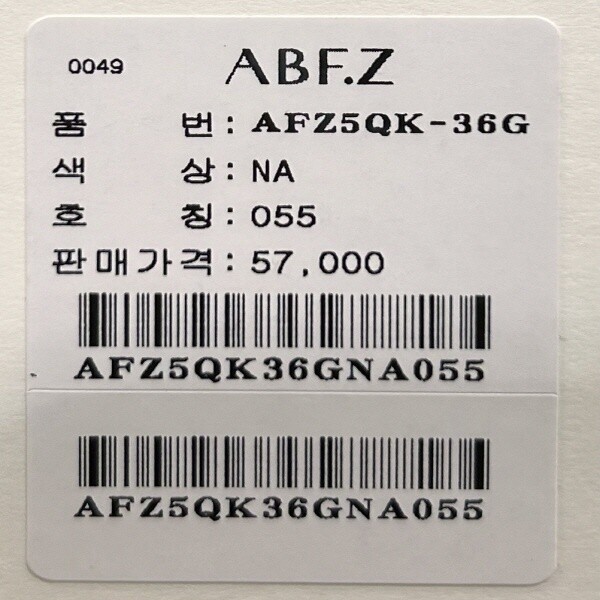 0049 ABF.Z
품 번 : AFZ5QK-36G
색 상 : NA
호 칭 : 055
판매가격 : 57,000
AFZ5QK36GNA055
AFZ5QK36GNA055